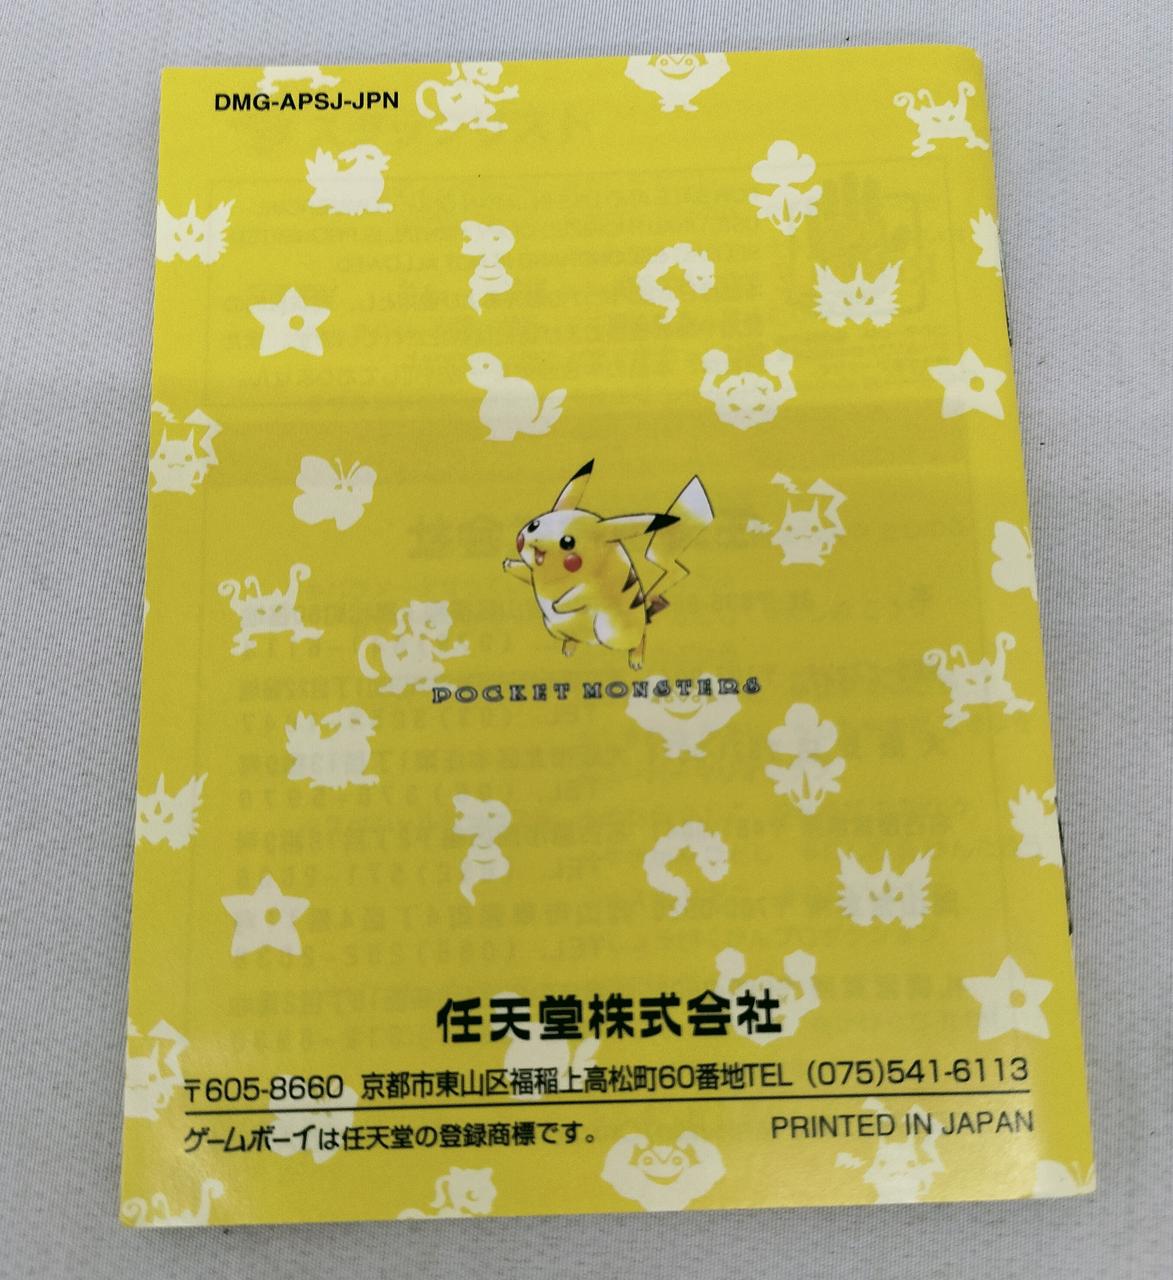 DMG-APSJ-JPN
POCKET MONSTERS
任天堂株式会社
〒605-8660 京都市東山区福稲上高松町60番地TEL (075)541-6113
ゲームボーイは任天堂の登録商標です。
PRINTED IN JAPAN